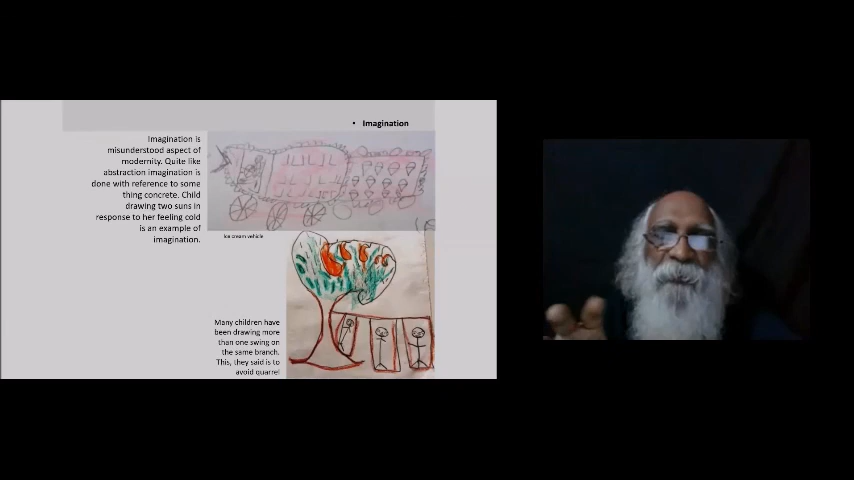 • Imagination
Imagination is
misunderstood aspect of
modernity. Quite like
abstraction imagination is
done with reference to some
thing concrete. Child
drawing two suns in
response to her feeling cold
is an example of
imagination.
ice cream vehicle
Many children have
been drawing more
than one swing on
the same branch.
This, they said is to
avoid quarrel